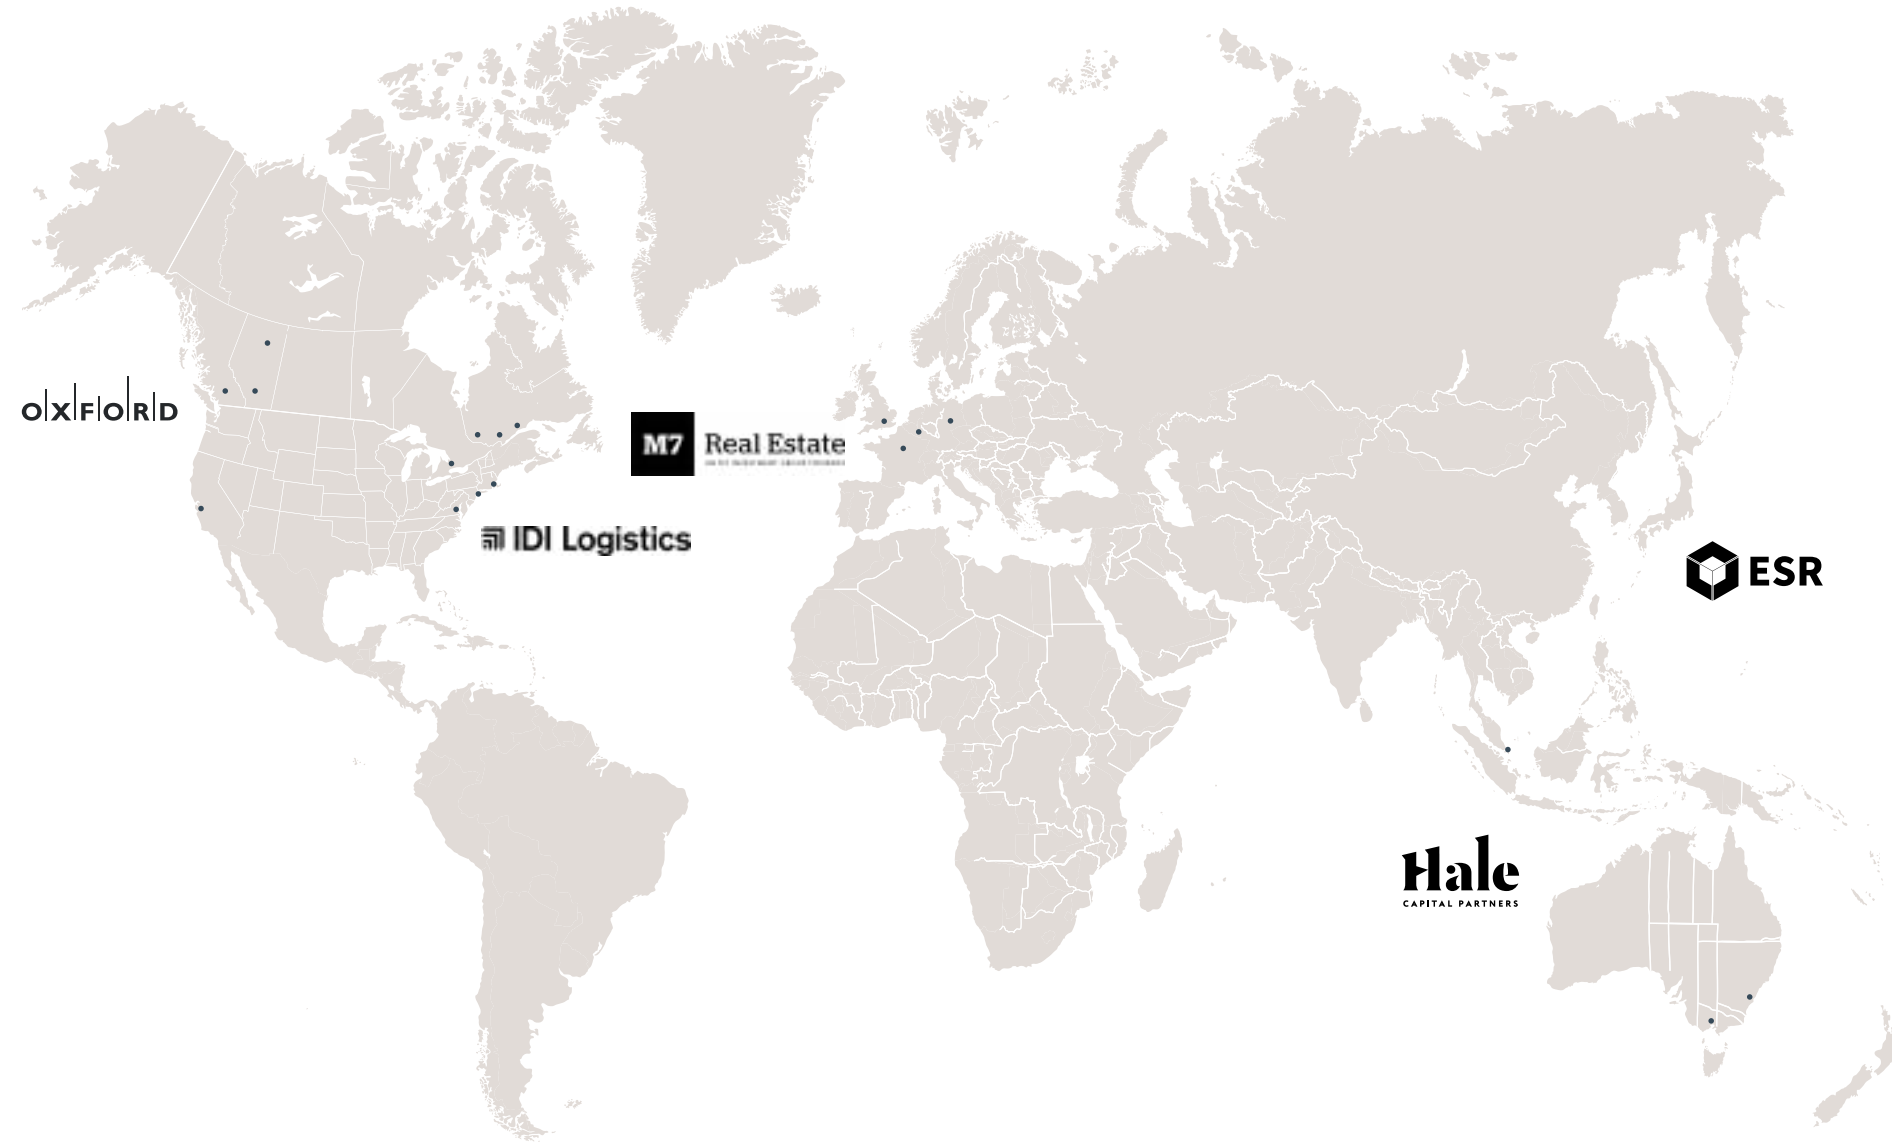 OXFORD
M7 Real Estate
IDI Logistics
ESR
Hale
CAPITAL PARTNERS